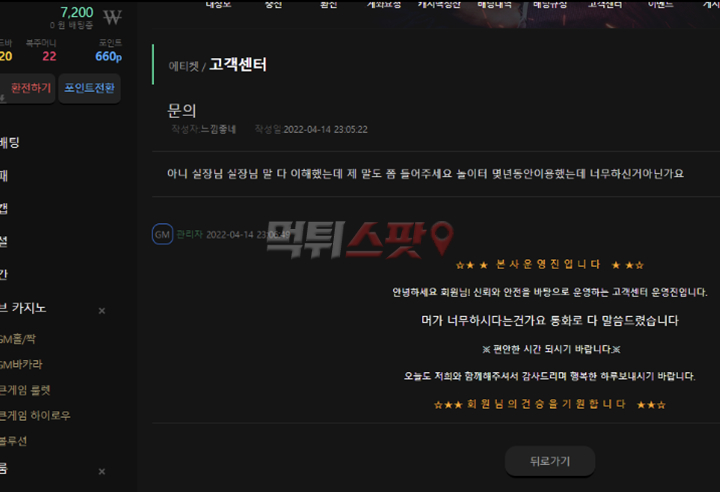 내정보 충전 환전 계좌요청 캐시백정산 배팅내역 배팅규정 고객센터 이벤트
7,200
0 원 배팅중
복주머니 포인트
20 22 660p
환전하기 포인트전환
에티켓 / 고객센터
문의
작성자:느낌좋네 작성일:2022-04-14 23:05:22
배팅
아니 실장님 실장님 말 다 이해했는데 제 말도 쫌 들어주세요 놀이터 몇년동안이용했는데 너무하신거아닌가요
GM 관리자 2022-04-14 23:06:49
먹튀스팟
☆★ ★ 본 사 운 영 진 입 니 다 ★ ★☆
안녕하세요 회원님! 신뢰와 안전을 바탕으로 운영하는 고객센터 운영진입니다.
머가 너무하시다는건가요 통화로 다 말씀드렸습니다
※ 편안한 시간 되시기 바랍니다.※
오늘도 저희와 함께해주셔서 감사드리며 행복한 하루보내시기 바랍니다.
☆★★ 회 원 님 의 건 승 을 기 원 합 니 다 ★★☆
카지노 ×
GM홀/짝
GM바카라
큰게임 룰렛
큰게임 하이로우
볼루션
룸 ×
뒤로가기